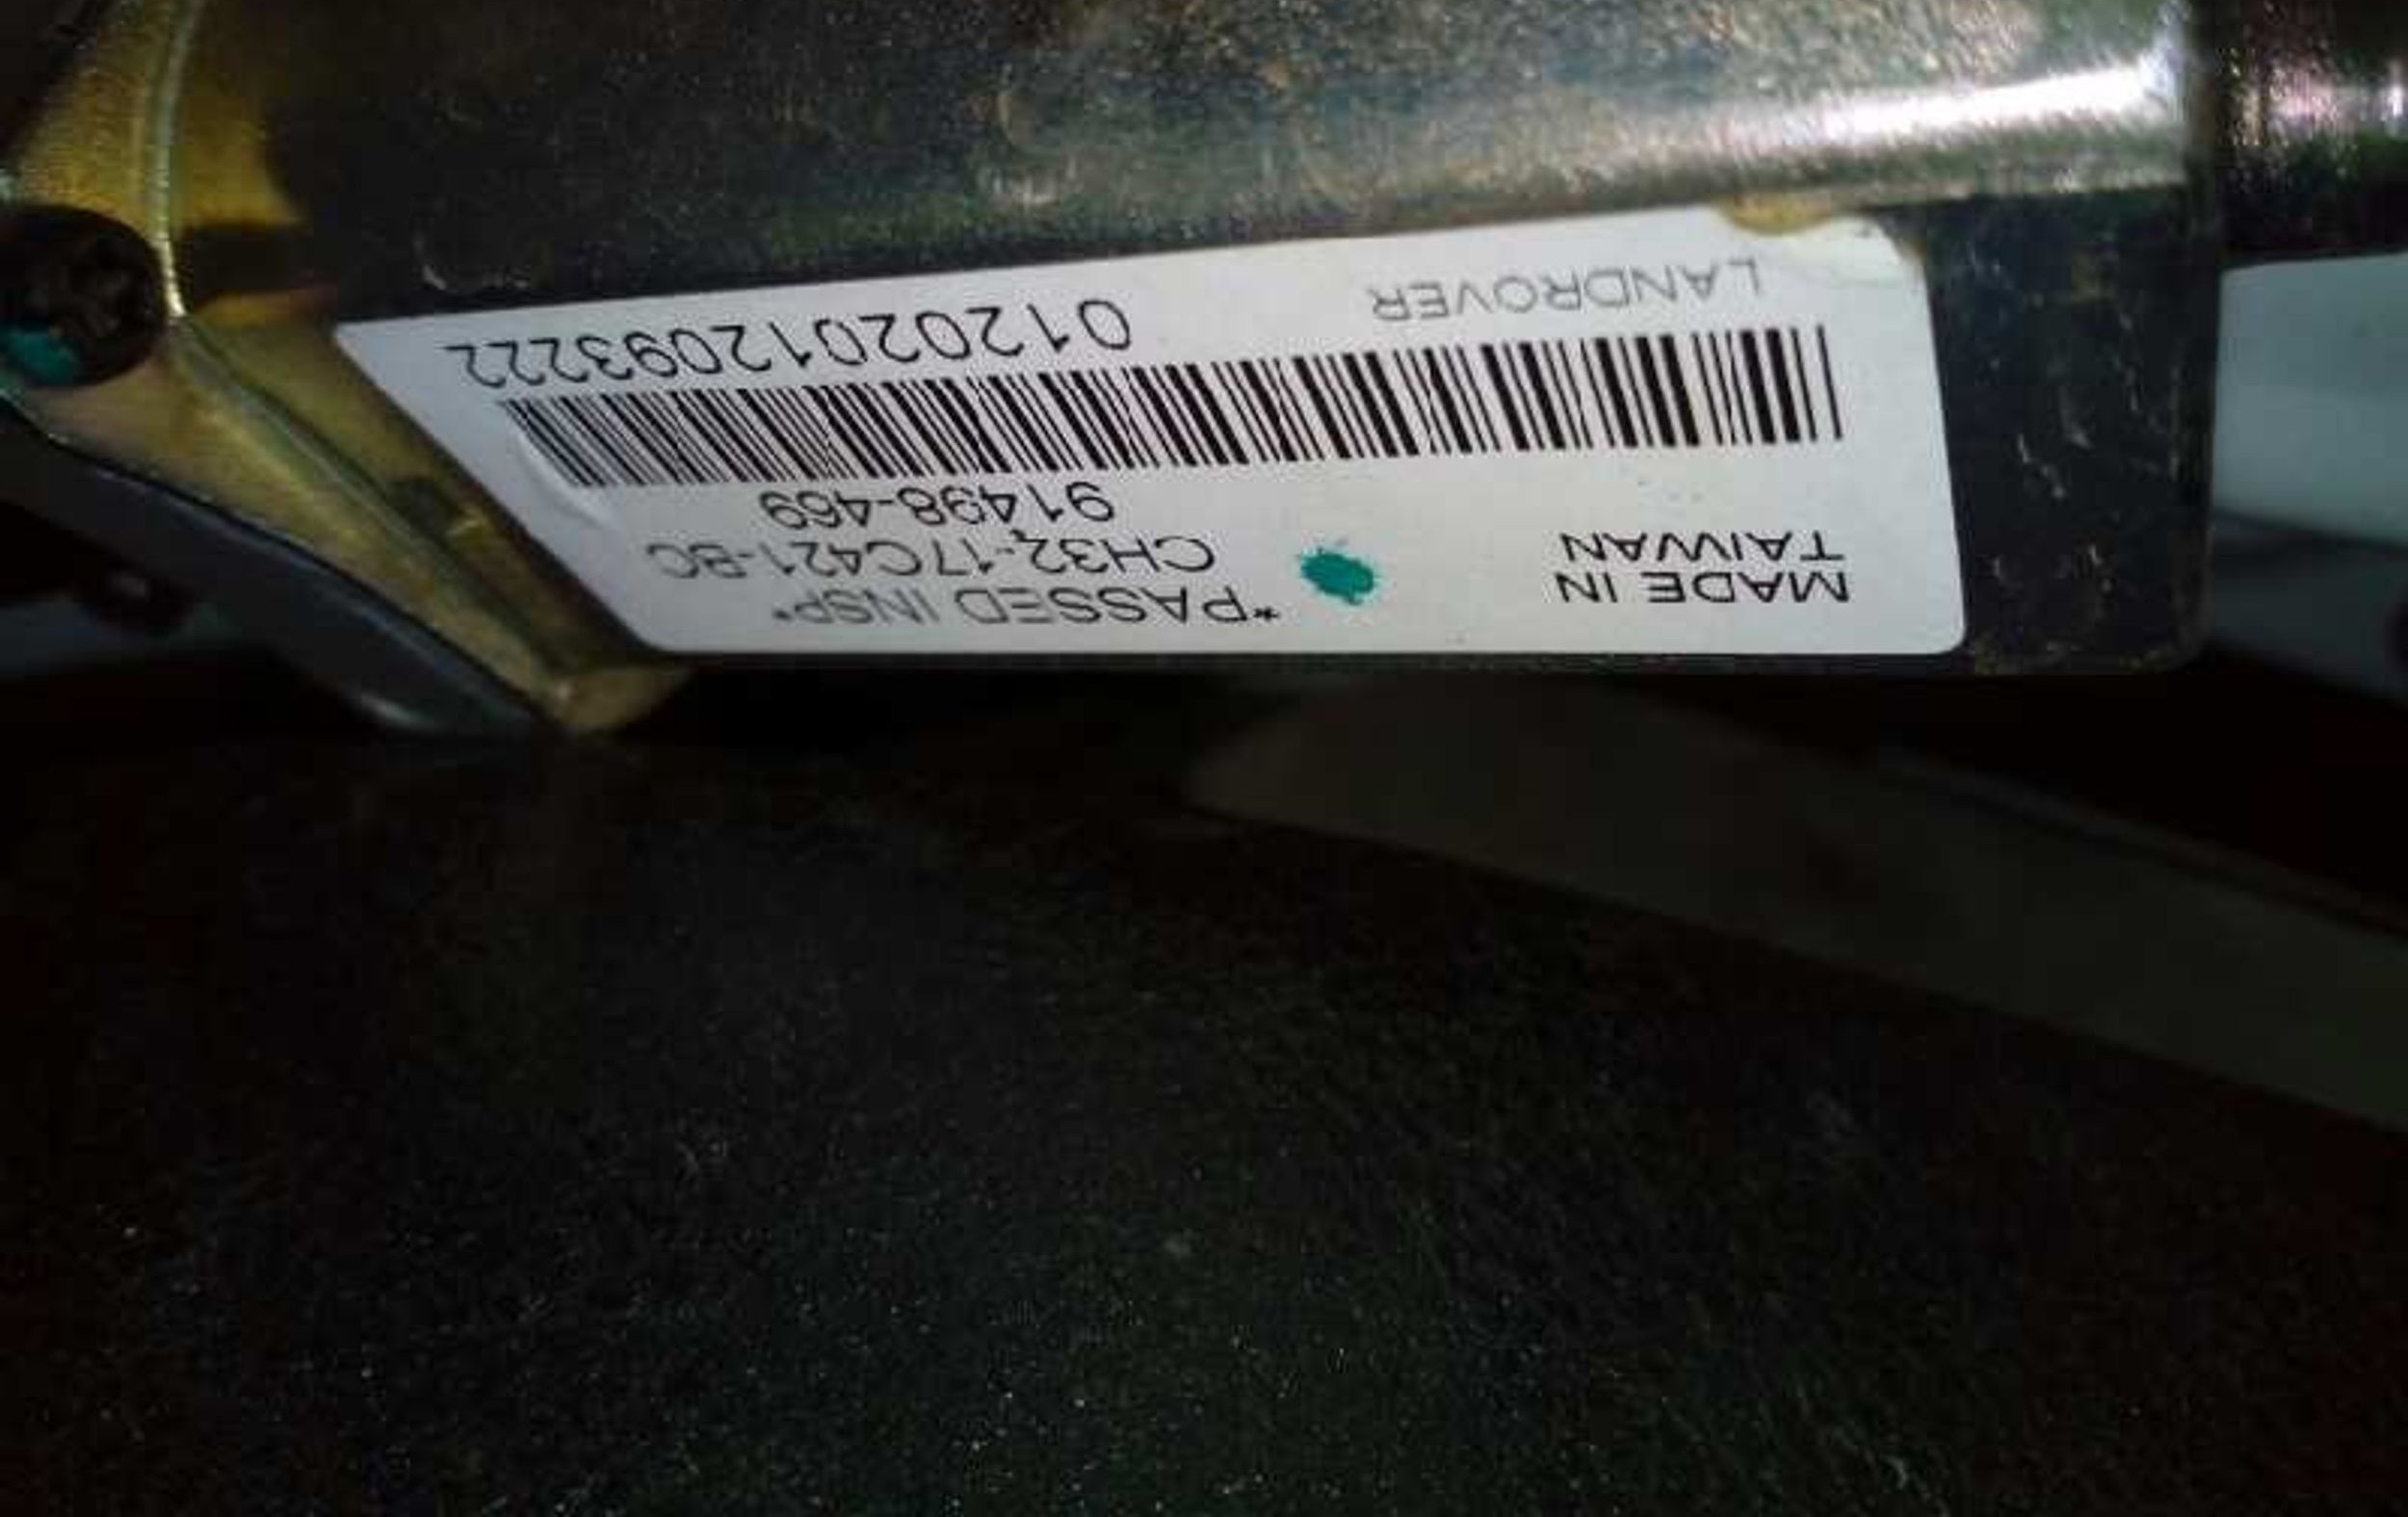 MADE IN
TAIWAN
*PASSED INSP*
CH32-17C421-BC
91498-469
LANDROVER
01202012093222